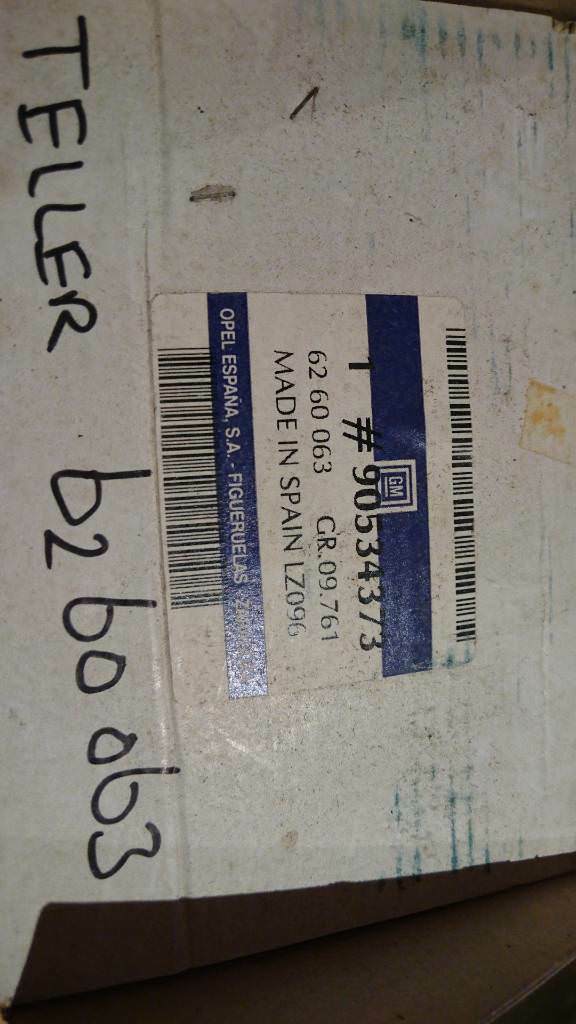 GM
1 # 90534373
62 60 063 GR.09.761
MADE IN SPAIN LZ096
OPEL ESPAÑA, S.A. - FIGUERUELAS
TELLER 62 60 063